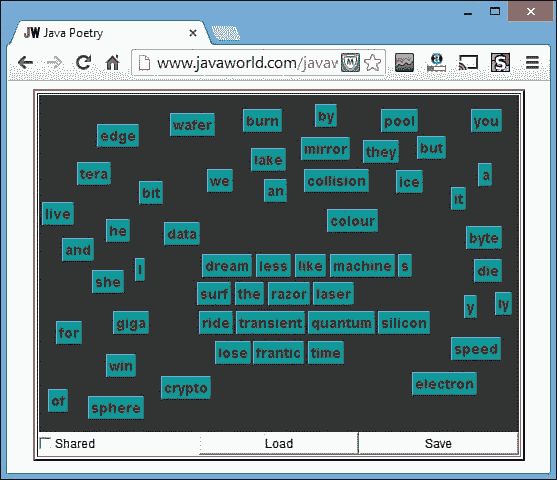 JW Java Poetry
www.javaworld.com/javaw
burn by pool you
edge wafer
lake mirror they but
tera we an collision ice a
bit it
live colour
he data byte
and
I dream less like machine s die
she
surf the razor laser y ly
for giga ride transient quantum silicon
lose frantic time speed
win
crypto electron
of sphere
Shared Load Save